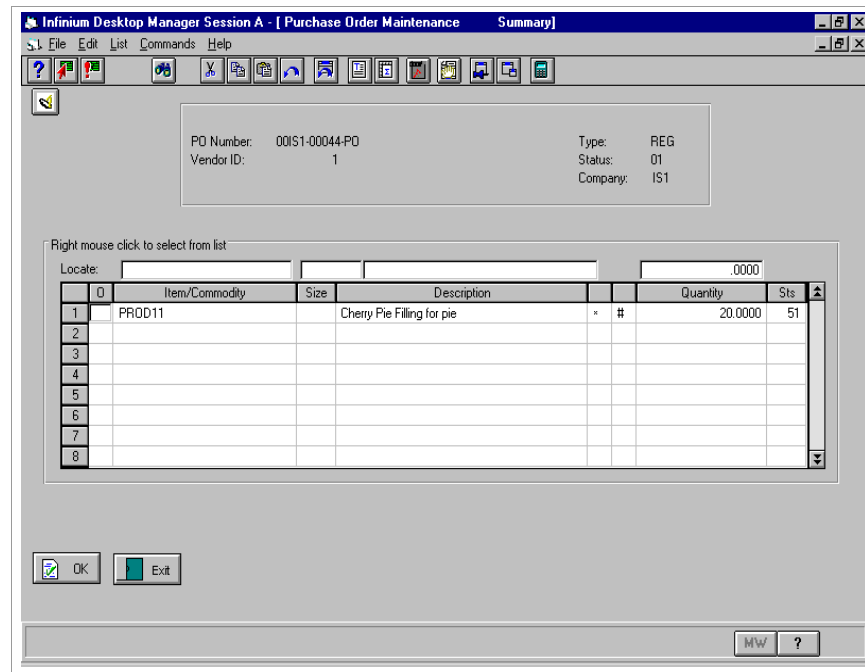 Infinium Desktop Manager Session A - [ Purchase Order Maintenance Summary]
File Edit List Commands Help
PO Number: 00IS1-00044-PO Type: REG
Vendor ID: 1 Status: 01
Company: IS1
Right mouse click to select from list
Locate: .0000
O Item/Commodity Size Description Quantity Sts
1 PROD11 Cherry Pie Filling for pie × # 20.0000 51
2
3
4
5
6
7
8
OK Exit
MW ?